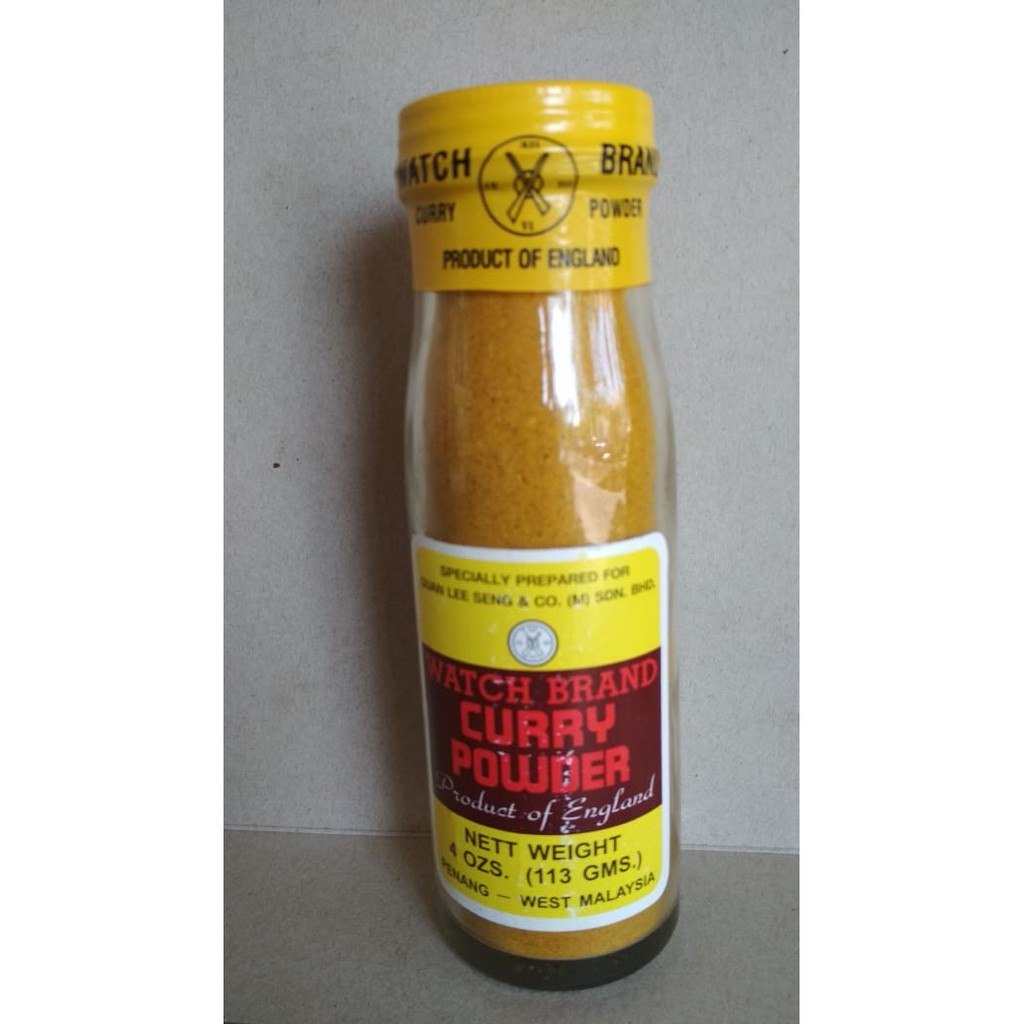 WATCH BRAND
CURRY POWDER
PRODUCT OF ENGLAND
SPECIALLY PREPARED FOR
GUAN LEE SENG & CO. (M) SDN. BHD.
WATCH BRAND
CURRY
POWDER
Product of England
NETT WEIGHT
4 OZS. (113 GMS.)
PENANG — WEST MALAYSIA